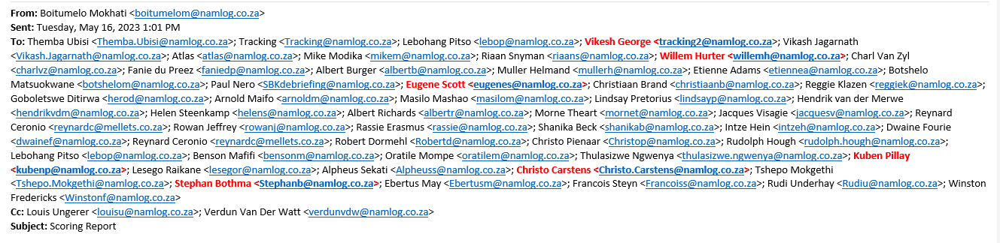 From: Boitumelo Mokhati <boitumelom@namlog.co.za>
Sent: Tuesday, May 16, 2023 1:01 PM
To: Themba Ubisi <Themba.Ubisi@namlog.co.za>; Tracking <Tracking@namlog.co.za>; Lebohang Pitso <lebop@namlog.co.za>; Vikesh George <tracking2@namlog.co.za>; Vikash Jagarnath
<Vikash.Jagarnath@namlog.co.za>; Atlas <atlas@namlog.co.za>; Mike Modika <mikem@namlog.co.za>; Riaan Snyman <riaans@namlog.co.za>; Willem Hurter <willemh@namlog.co.za>; Charl Van Zyl
<charlvz@namlog.co.za>; Fanie du Preez <faniedp@namlog.co.za>; Albert Burger <albertb@namlog.co.za>; Muller Helmand <mullerh@namlog.co.za>; Etienne Adams <etiennea@namlog.co.za>; Botshelo
Matsuokwane <botshelom@namlog.co.za>; Paul Nero <SBKdebriefing@namlog.co.za>; Eugene Scott <eugenes@namlog.co.za>; Christiaan Brand <christiaanb@namlog.co.za>; Reggie Klazen <reggiek@namlog.co.za>;
Goboletswe Ditirwa <herod@namlog.co.za>; Arnold Maifo <arnoldm@namlog.co.za>; Masilo Mashao <masilom@namlog.co.za>; Lindsay Pretorius <lindsayp@namlog.co.za>; Hendrik van der Merwe
<hendrikvdm@namlog.co.za>; Helen Steenkamp <helens@namlog.co.za>; Albert Richards <albertr@namlog.co.za>; Morne Theart <mornet@namlog.co.za>; Jacques Visagie <jacquesv@namlog.co.za>; Reynard
Ceronio <reynardc@mellets.co.za>; Rowan Jeffrey <rowanj@namlog.co.za>; Rassie Erasmus <rassie@namlog.co.za>; Shanika Beck <shanikab@namlog.co.za>; Intze Hein <intzeh@namlog.co.za>; Dwaine Fourie
<dwainef@namlog.co.za>; Reynard Ceronio <reynardc@mellets.co.za>; Robert Dormehl <Robertd@namlog.co.za>; Christo Pienaar <Christop@namlog.co.za>; Rudolph Hough <rudolph.hough@namlog.co.za>;
Lebohang Pitso <lebop@namlog.co.za>; Benson Mafifi <bensonm@namlog.co.za>; Oratile Mompe <oratilem@namlog.co.za>; Thulasizwe Ngwenya <thulasizwe.ngwenya@namlog.co.za>; Kuben Pillay
<kubenp@namlog.co.za>; Lesego Raikane <lesegor@namlog.co.za>; Alpheus Sekati <Alpheuss@namlog.co.za>; Christo Carstens <Christo.Carstens@namlog.co.za>; Tshepo Mokgethi
<Tshepo.Mokgethi@namlog.co.za>; Stephan Bothma <Stephanb@namlog.co.za>; Ebertus May <Ebertusm@namlog.co.za>; Francois Steyn <Francoiss@namlog.co.za>; Rudi Underhay <Rudiu@namlog.co.za>; Winston
Fredericks <Winstonf@namlog.co.za>
Cc: Louis Ungerer <louisu@namlog.co.za>; Verdun Van Der Watt <verdunvdw@namlog.co.za>
Subject: Scoring Report